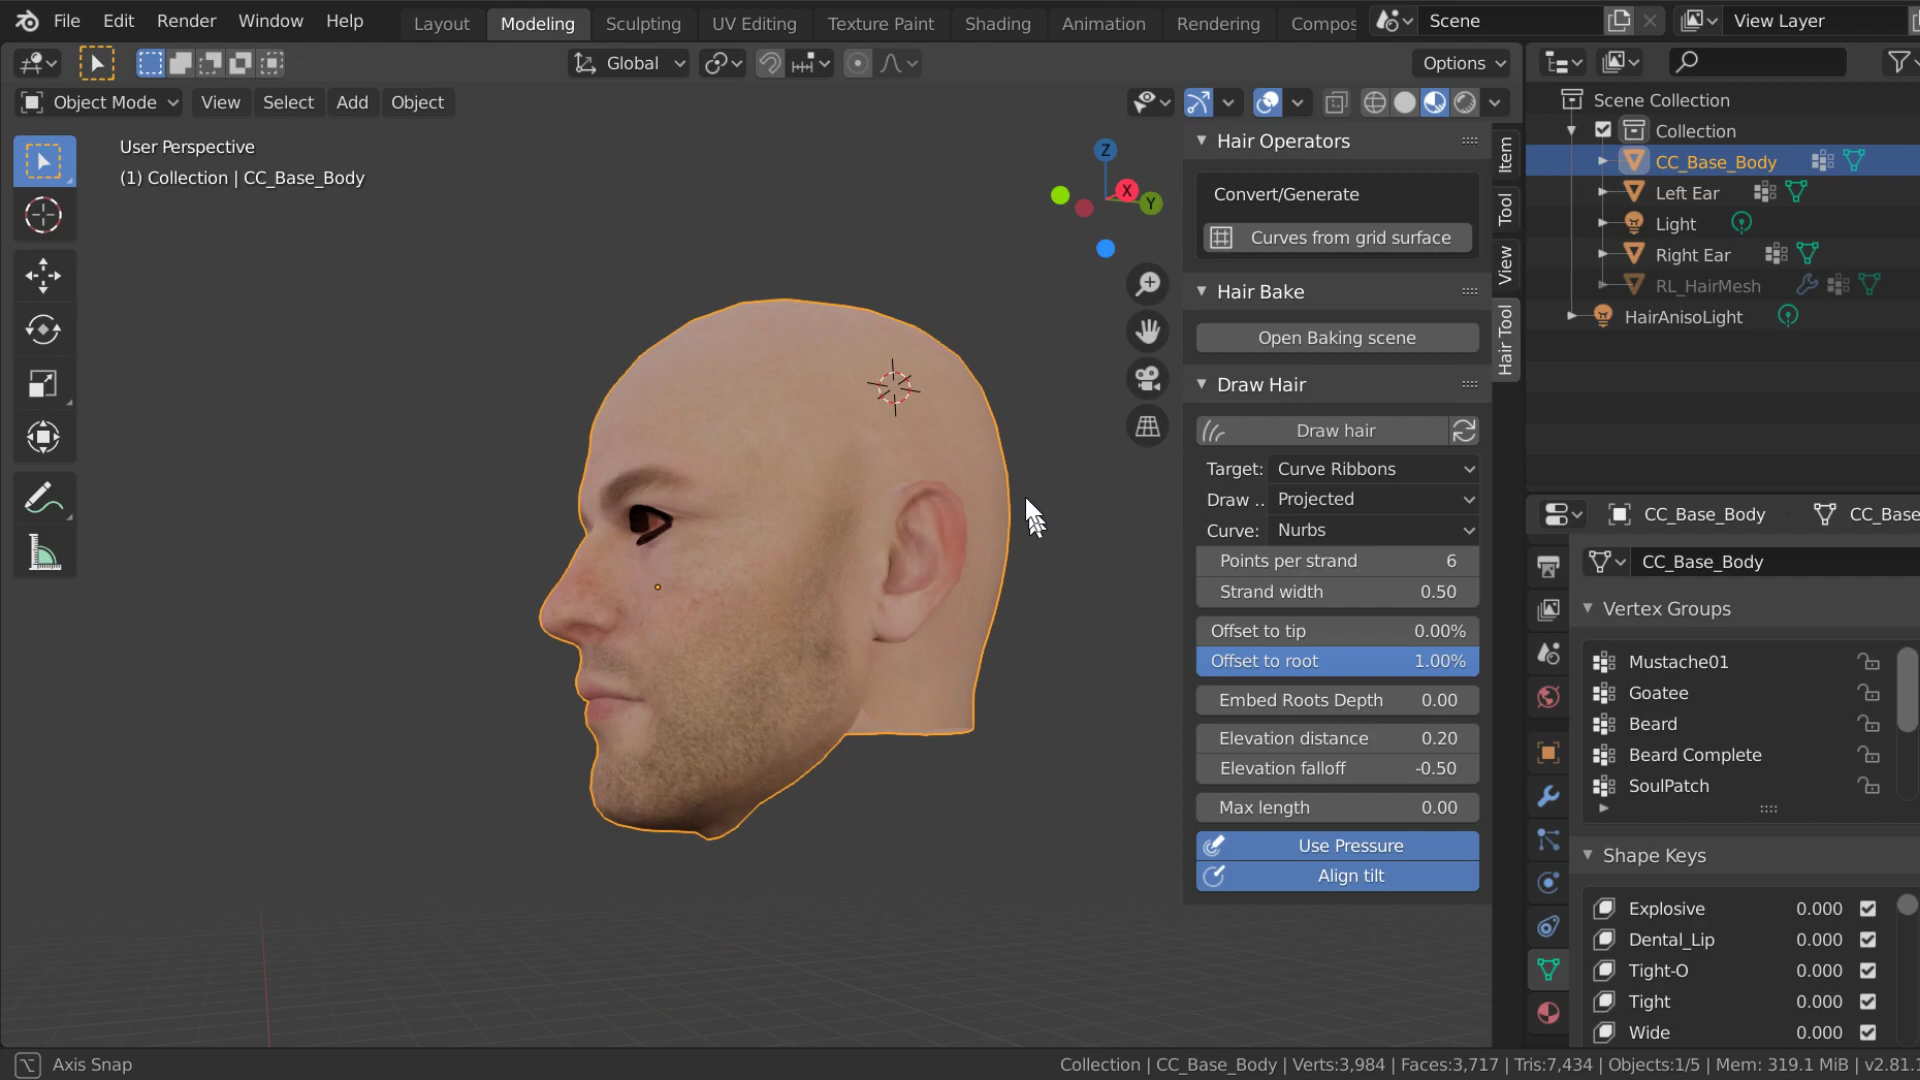 File Edit Render Window Help Layout Modeling Sculpting UV Editing Texture Paint Shading Animation Rendering Compos Scene View Layer
Global Options
Object Mode View Select Add Object
User Perspective
(1) Collection | CC_Base_Body
Z
X
Y
Hair Operators
Convert/Generate
Curves from grid surface
Hair Bake
Open Baking scene
Draw Hair
Draw hair
Target: Curve Ribbons
Draw .. Projected
Curve: Nurbs
Points per strand 6
Strand width 0.50
Offset to tip 0.00%
Offset to root 1.00%
Embed Roots Depth 0.00
Elevation distance 0.20
Elevation falloff -0.50
Max length 0.00
Use Pressure
Align tilt
Item
Tool
View
Hair Tool
Scene Collection
Collection
CC_Base_Body
Left Ear
Light
Right Ear
RL_HairMesh
HairAnisoLight
CC_Base_Body CC_Base
CC_Base_Body
Vertex Groups
Mustache01
Goatee
Beard
Beard Complete
SoulPatch
Shape Keys
Explosive 0.000
Dental_Lip 0.000
Tight-O 0.000
Tight 0.000
Wide 0.000
Axis Snap
Collection | CC_Base_Body | Verts:3,984 | Faces:3,717 | Tris:7,434 | Objects:1/5 | Mem: 319.1 MiB | v2.81.